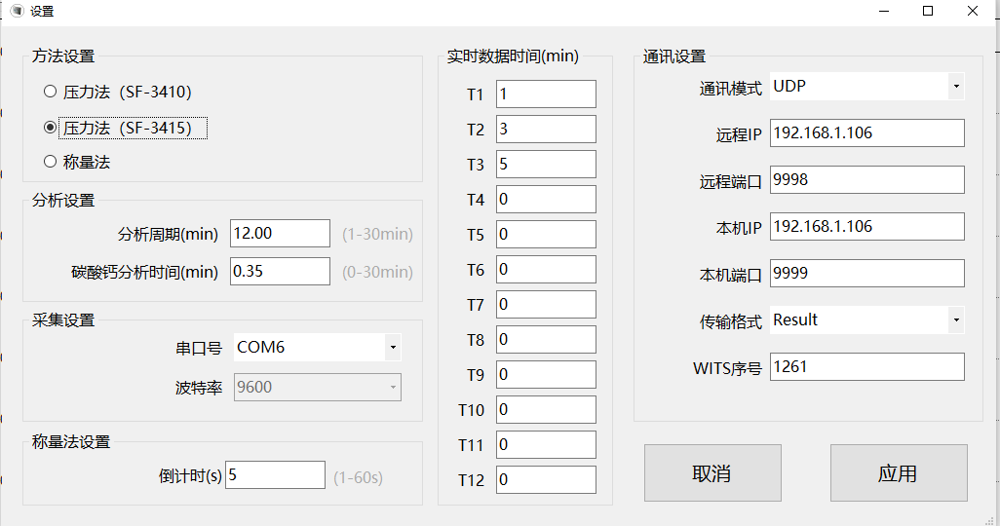 设置
方法设置
压力法（SF-3410）
压力法（SF-3415）
称量法
分析设置
分析周期(min) 12.00 (1-30min)
碳酸钙分析时间(min) 0.35 (0-30min)
采集设置
串口号 COM6
波特率 9600
称量法设置
倒计时(s) 5 (1-60s)
实时数据时间(min)
T1 1
T2 3
T3 5
T4 0
T5 0
T6 0
T7 0
T8 0
T9 0
T10 0
T11 0
T12 0
通讯设置
通讯模式 UDP
远程IP 192.168.1.106
远程端口 9998
本机IP 192.168.1.106
本机端口 9999
传输格式 Result
WITS序号 1261
取消
应用